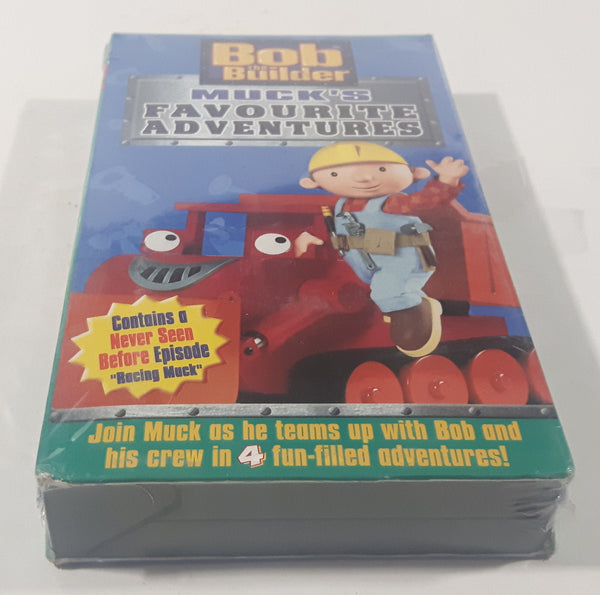 Bob
the
Builder
MUCK'S
FAVOURITE
ADVENTURES
Contains a
Never Seen
Before Episode
"Racing Muck"
Join Muck as he teams up with Bob and
his crew in 4 fun-filled adventures!